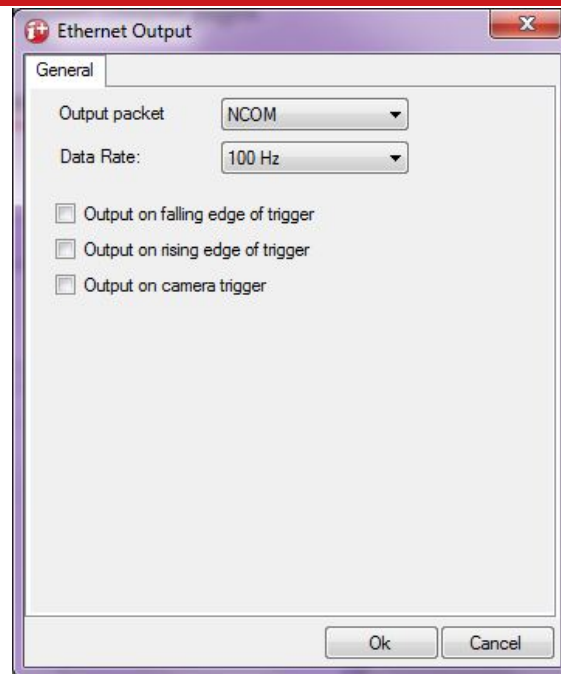 Ethernet Output
General
Output packet NCOM
Data Rate: 100 Hz
Output on falling edge of trigger
Output on rising edge of trigger
Output on camera trigger
Ok Cancel